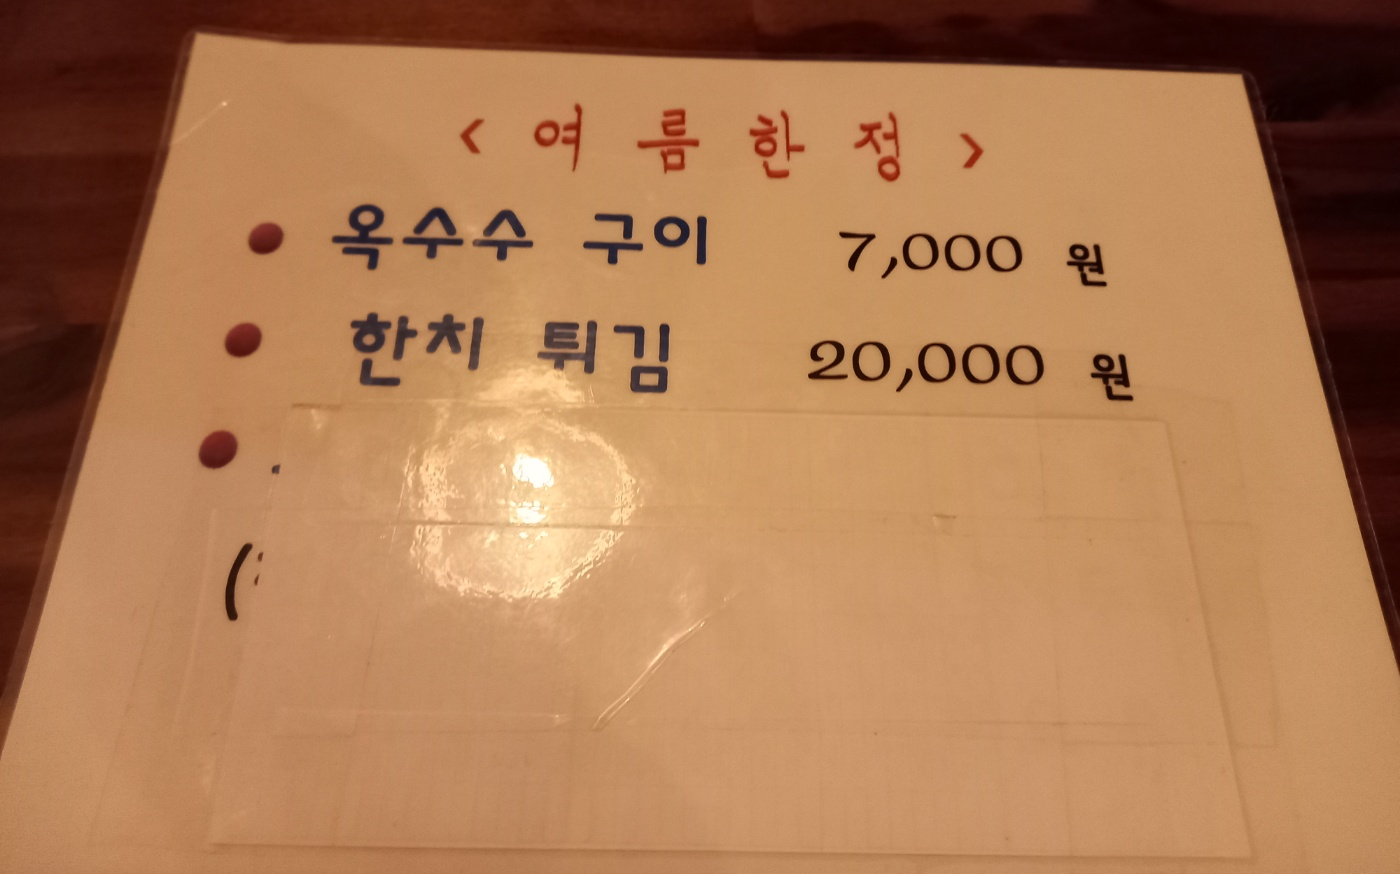 < 여 름 한 정 >
● 옥수수 구이 7,000 원
● 한치 튀김 20,000 원
●
(